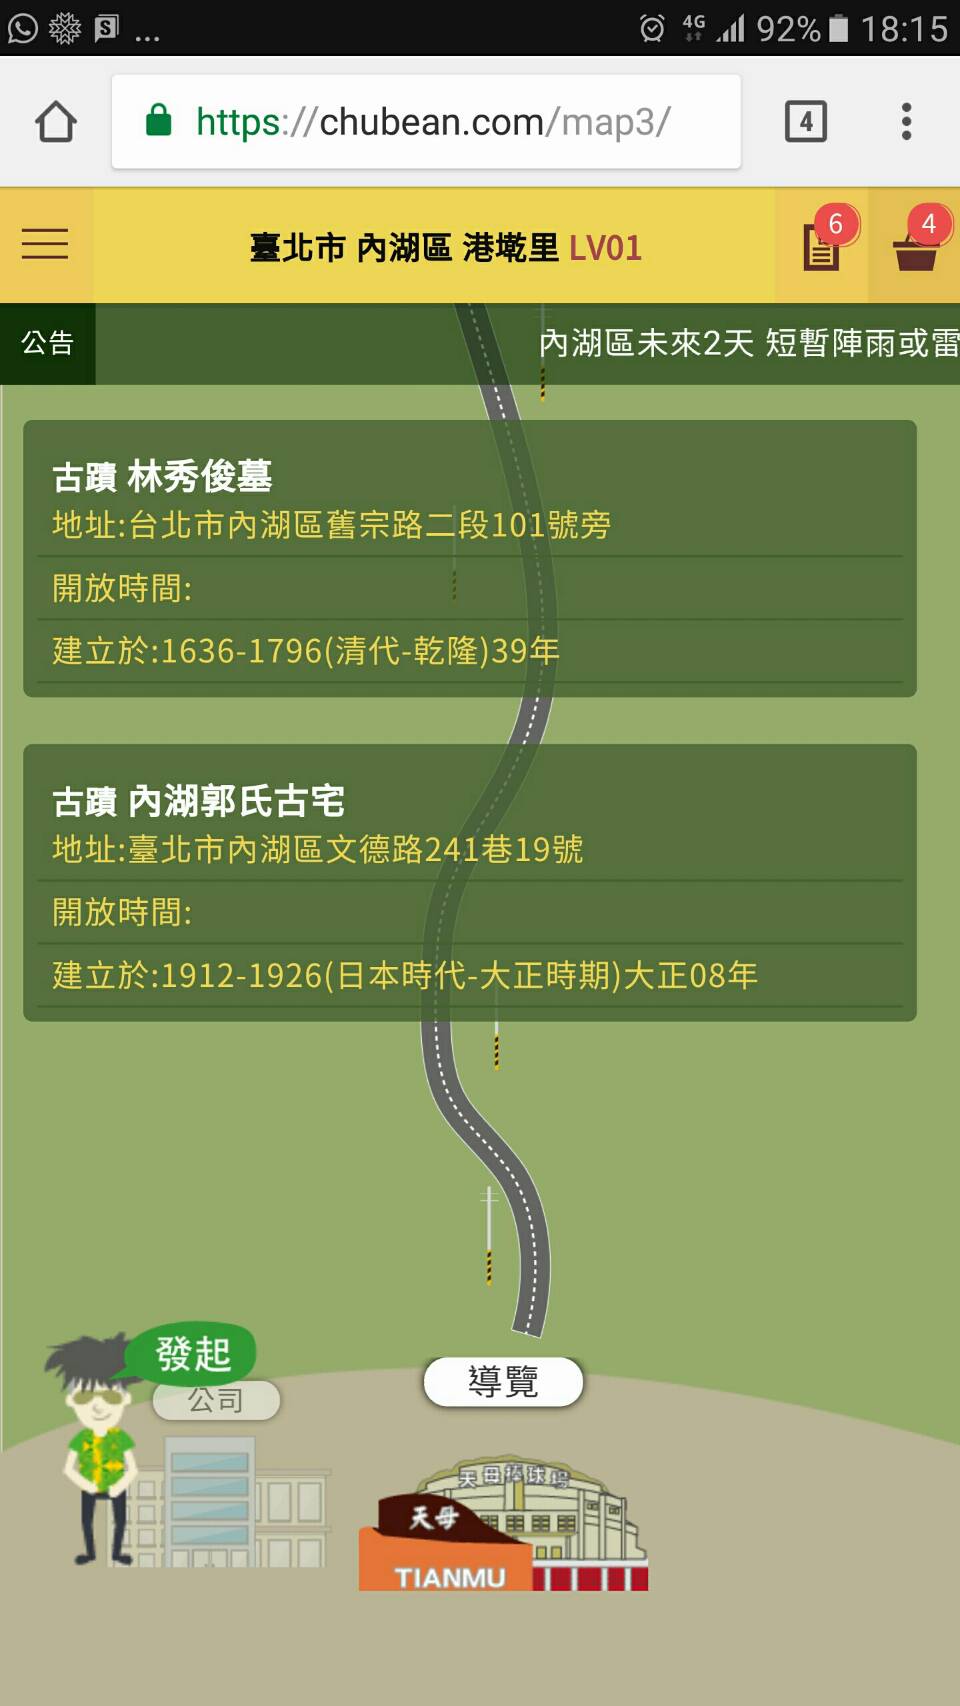 ... 4G 92% 18:15
https://chubean.com/map3/ 4
臺北市 內湖區 港墘里 LV01 6 4
公告 內湖區未來2天 短暫陣雨或雷
古蹟 林秀俊墓
地址:台北市內湖區舊宗路二段101號旁
開放時間:
建立於:1636-1796(清代-乾隆)39年
古蹟 內湖郭氏古宅
地址:臺北市內湖區文德路241巷19號
開放時間:
建立於:1912-1926(日本時代-大正時期)大正08年
發起
公司
導覽
天母棒球場
天母
TIANMU